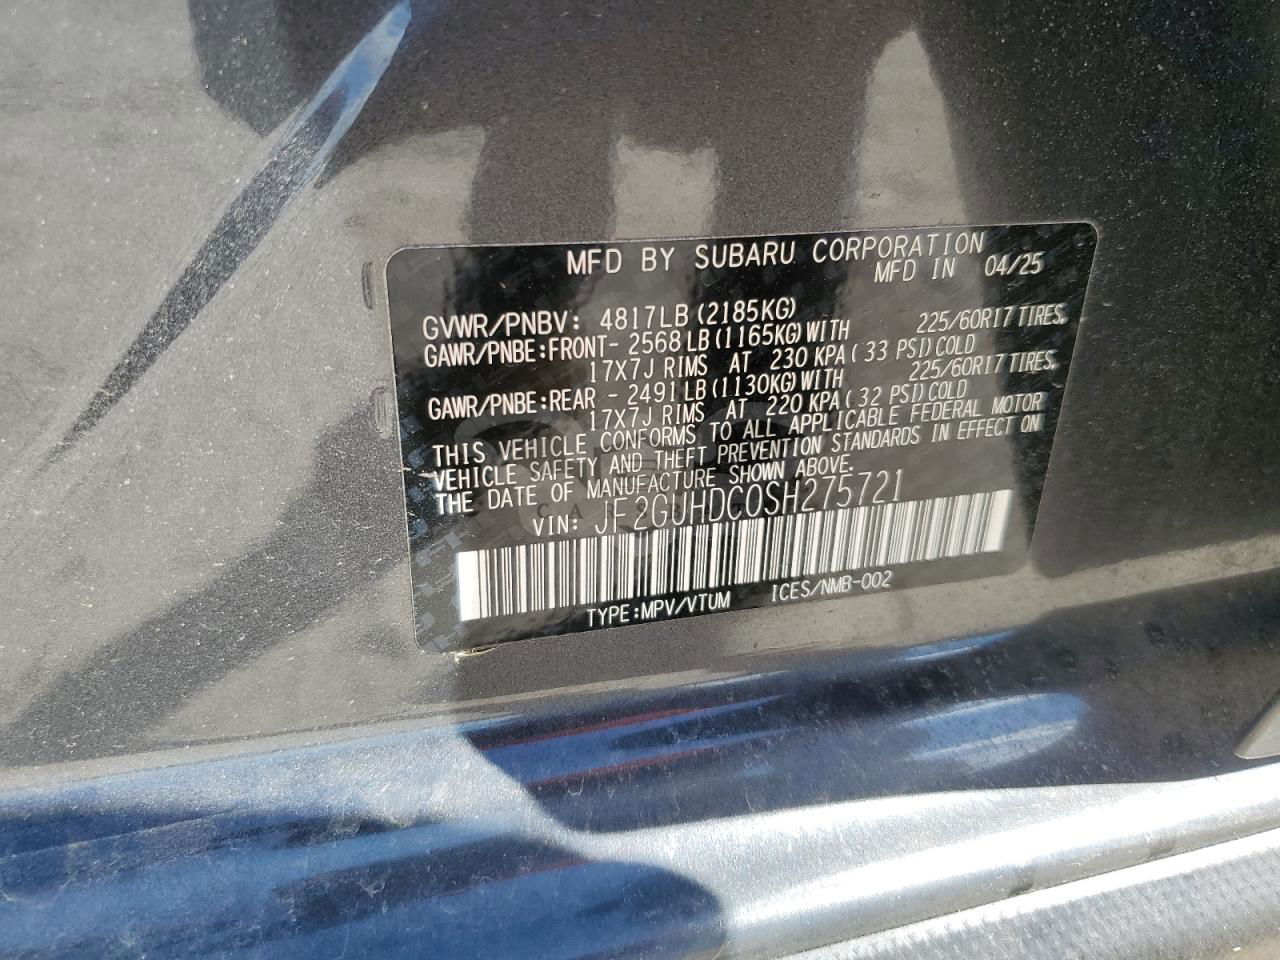 MFD BY SUBARU CORPORATION
MFD IN 04/25
GVWR/PNBV: 4817LB(2185KG)
GAWR/PNBE:FRONT- 2568LB(1165KG)WITH 225/60R17 TIRES,
17X7J RIMS AT 230 KPA(33 PSI)COLD
GAWR/PNBE:REAR - 2491LB(1130KG)WITH 225/60R17 TIRES,
17X7J RIMS AT 220 KPA(32 PSI)COLD
THIS VEHICLE CONFORMS TO ALL APPLICABLE FEDERAL MOTOR
VEHICLE SAFETY AND THEFT PREVENTION STANDARDS IN EFFECT ON
THE DATE OF MANUFACTURE SHOWN ABOVE.
VIN: JF2GUHDC0SH275721
TYPE:MPV/VTUM ICES/NMB-002